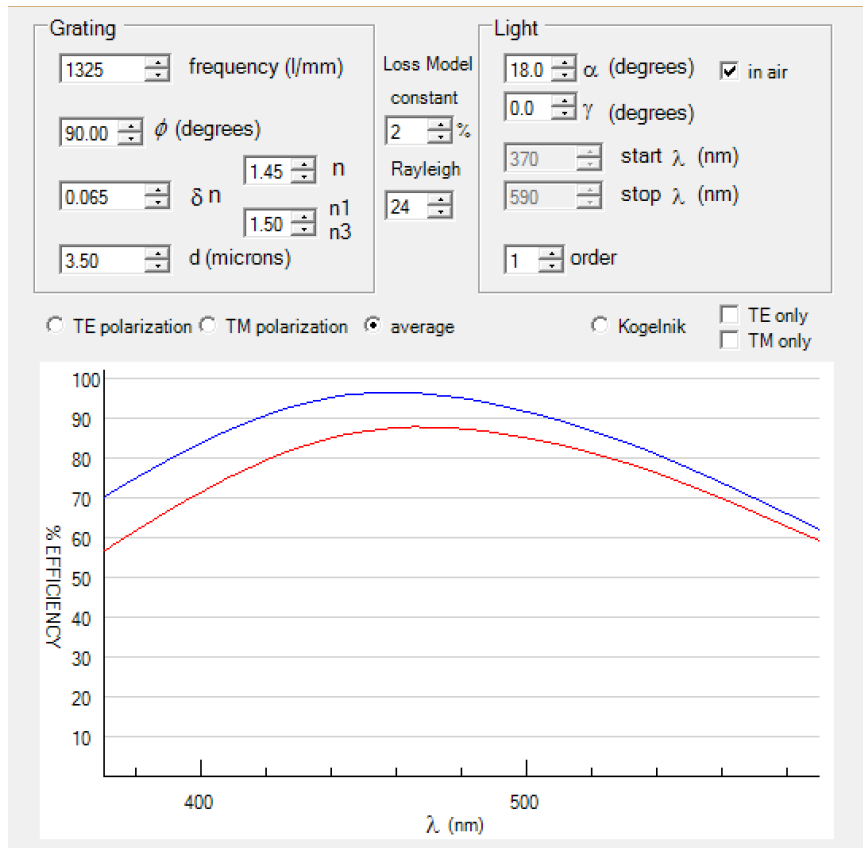 Grating
1325 frequency (l/mm)
90.00 ϕ (degrees)
1.45 n
0.065 δ n
1.50 n1
n3
3.50 d (microns)
Loss Model
constant
2 %
Rayleigh
24
Light
18.0 α (degrees) in air
0.0 γ (degrees)
370 start λ (nm)
590 stop λ (nm)
1 order
TE polarization TM polarization average Kogelnik TE only
TM only
100
90
80
70
60
50
40
30
20
10
% EFFICIENCY
400 500
λ (nm)